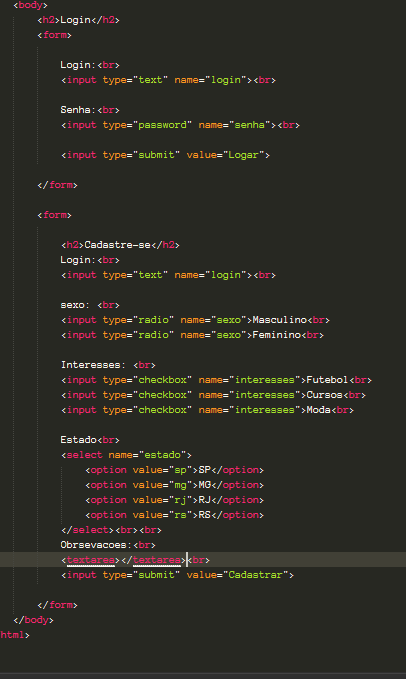 <body>
<h2>Login</h2>
<form>
Login:<br>
<input type="text" name="login"><br>
Senha:<br>
<input type="password" name="senha"><br>
<input type="submit" value="Logar">
</form>
<form>
<h2>Cadastre-se</h2>
Login:<br>
<input type="text" name="login"><br>
sexo: <br>
<input type="radio" name="sexo">Masculino<br>
<input type="radio" name="sexo">Feminino<br>
Interesses: <br>
<input type="checkbox" name="interesses">Futebol<br>
<input type="checkbox" name="interesses">Cursos<br>
<input type="checkbox" name="interesses">Moda<br>
Estado<br>
<select name="estado">
<option value="sp">SP</option>
<option value="mg">MG</option>
<option value="rj">RJ</option>
<option value="rs">RS</option>
</select><br><br>
Obrsevacoes:<br>
<textarea></textarea><br>
<input type="submit" value="Cadastrar">
</form>
</body>
html>